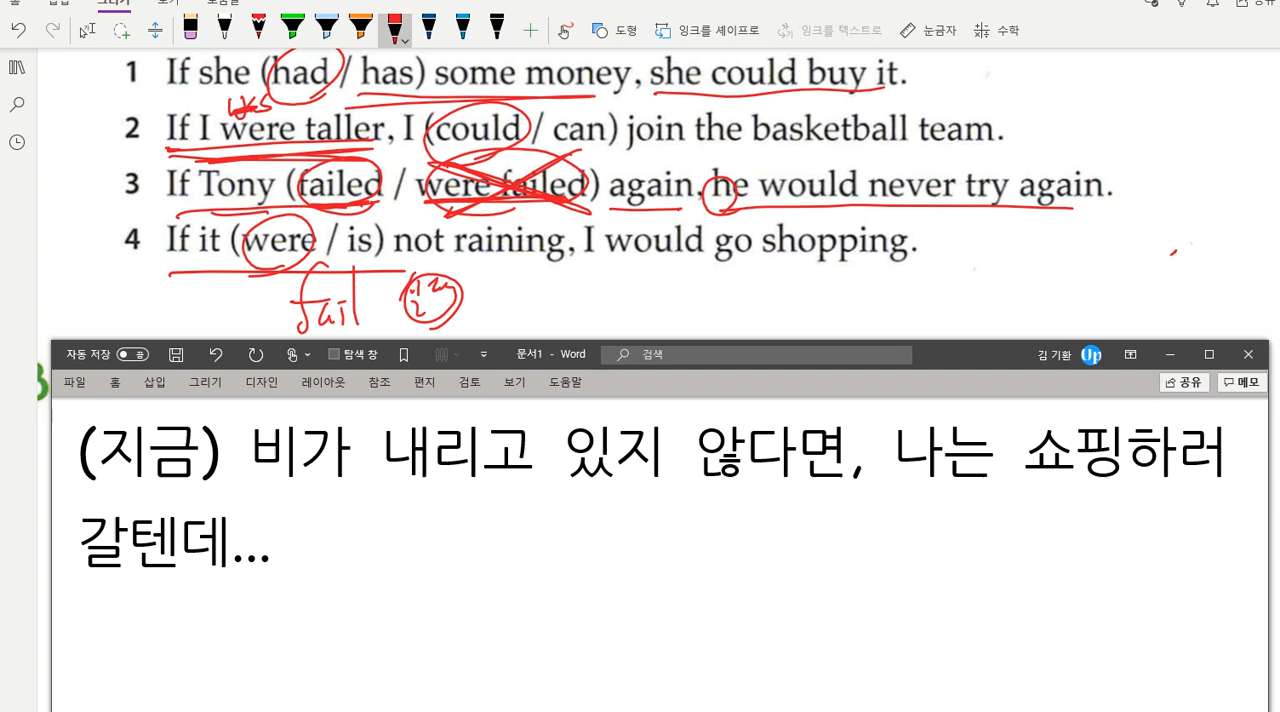 그리기
도형
잉크를 셰이프로
잉크를 텍스트로
눈금자
수학
1 If she (had / has) some money, she could buy it.
was
2 If I were taller, I (could / can) join the basketball team.
3 If Tony (failed / were failed) again, he would never try again.
4 If it (were / is) not raining, I would go shopping.
fail
자동 저장 끔 탐색 창 문서1 - Word 검색 김 기환 Up
파일 홈 삽입 그리기 디자인 레이아웃 참조 편지 검토 보기 도움말 공유 메모
(지금) 비가 내리고 있지 않다면, 나는 쇼핑하러
갈텐데...